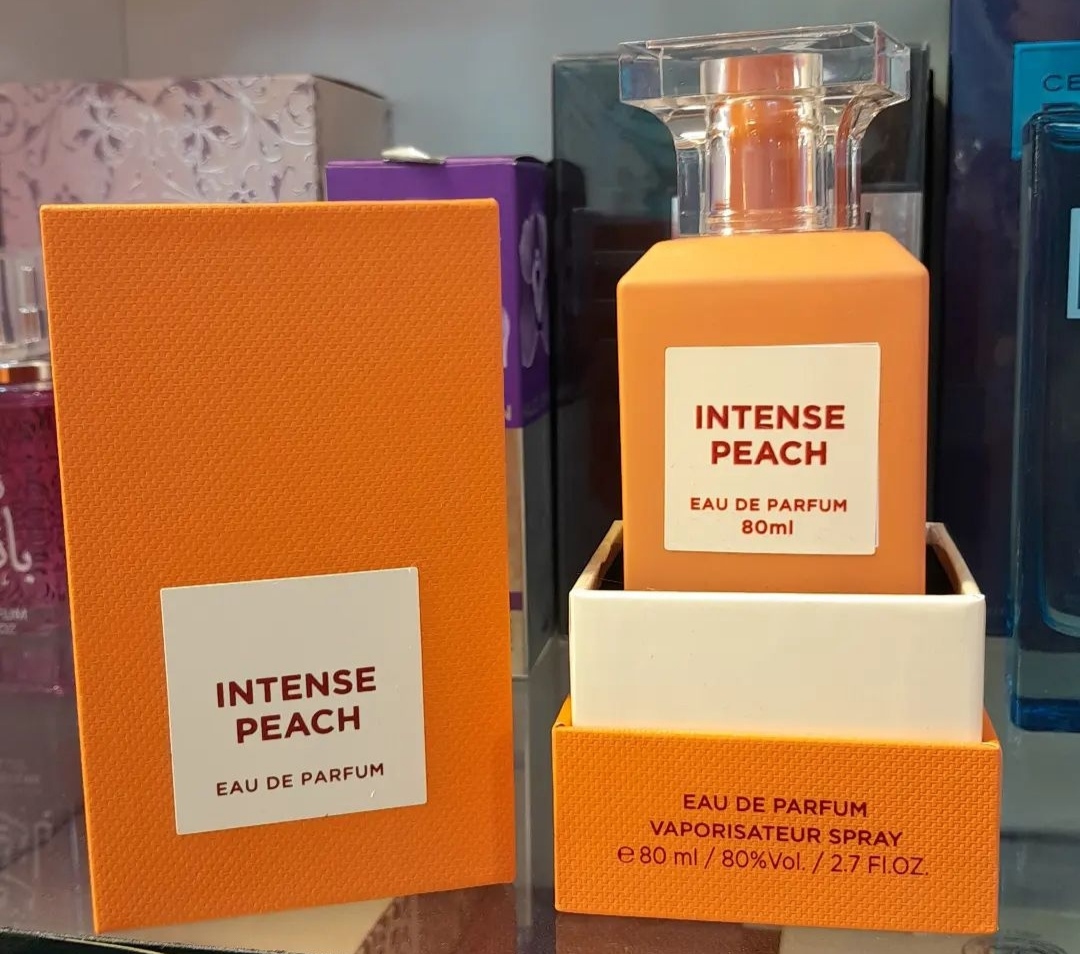 INTENSE
PEACH
EAU DE PARFUM
INTENSE
PEACH
EAU DE PARFUM
80ml
EAU DE PARFUM
VAPORISATEUR SPRAY
℮ 80 ml / 80%Vol. / 2.7 Fl.OZ.
CE